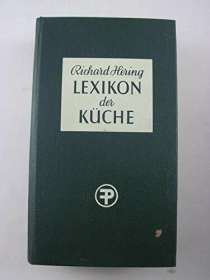 Richard Hering
LEXIKON
der
KÜCHE